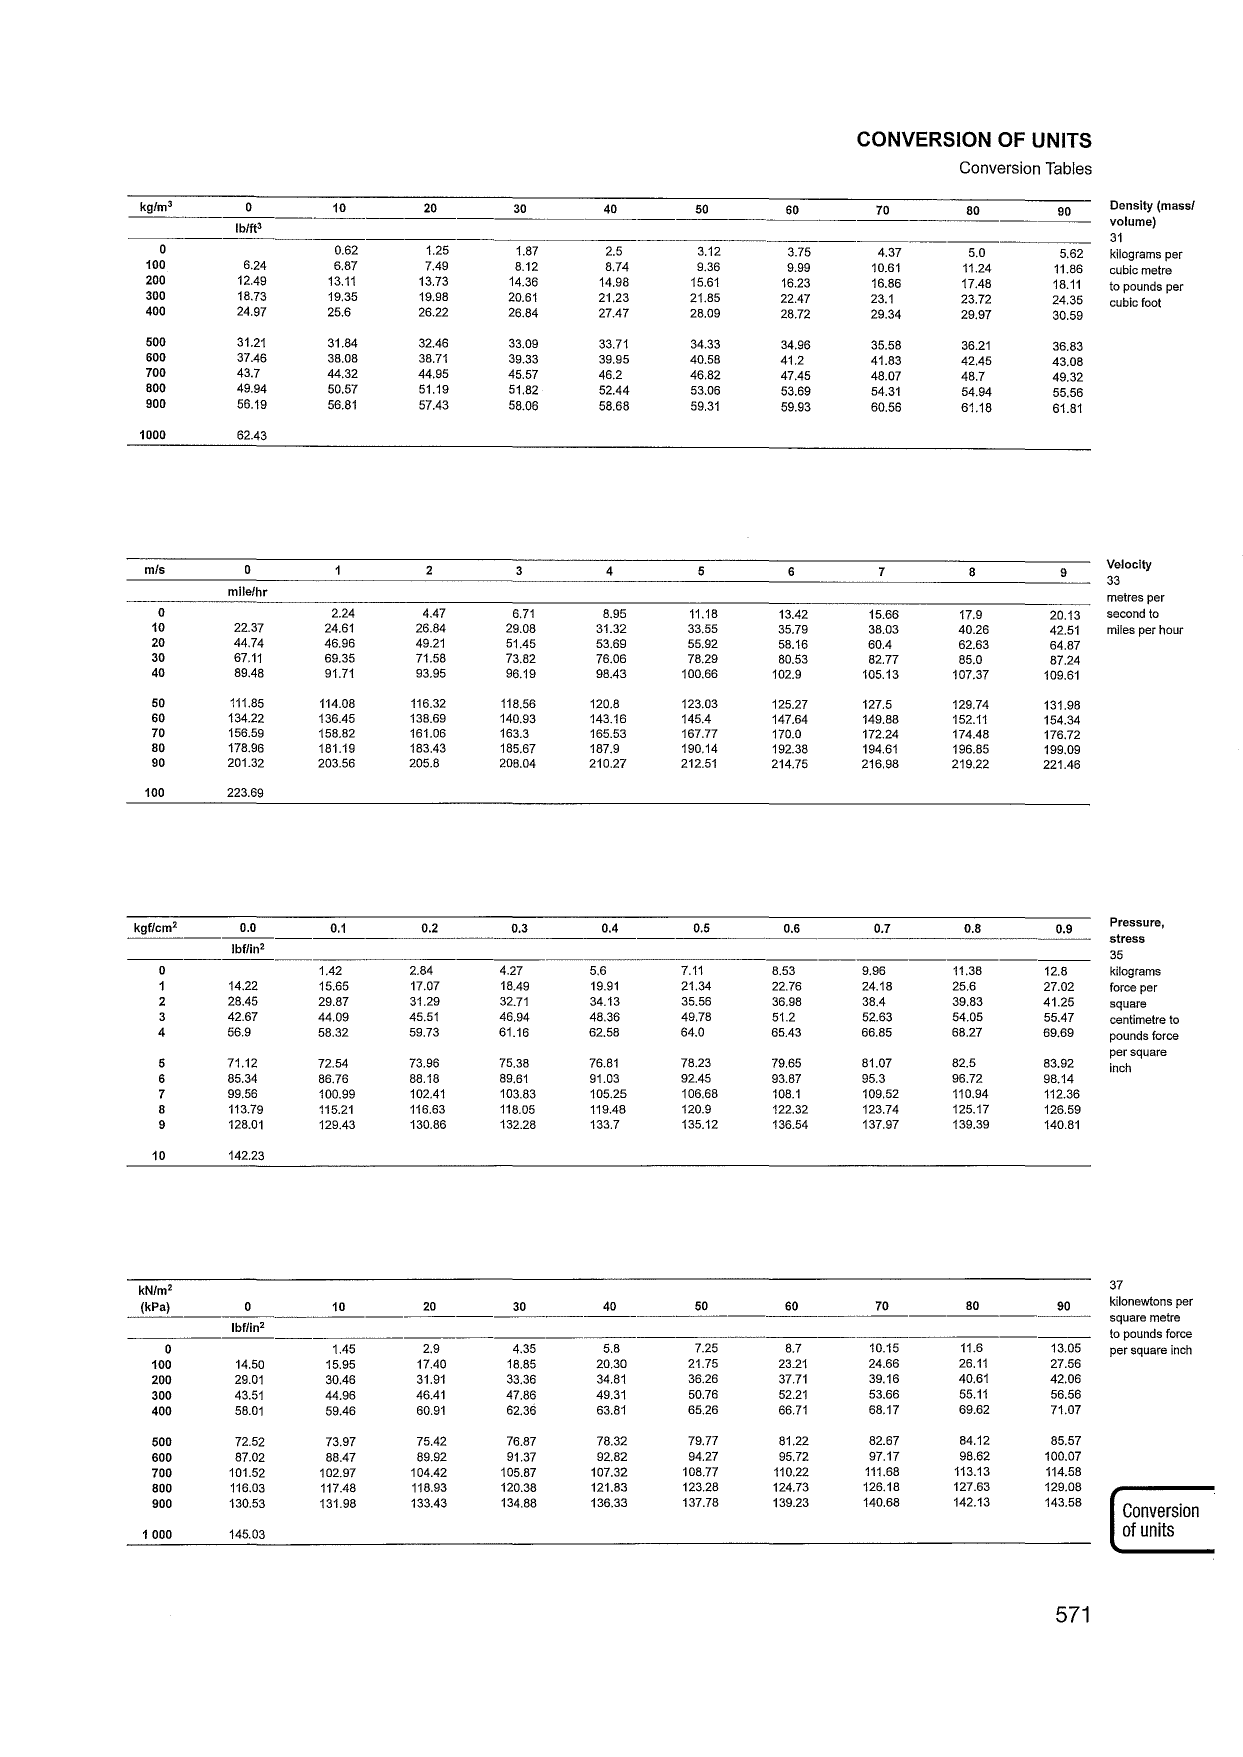 CONVERSION OF UNITS
Conversion Tables
kg/m³ 0 10 20 30 40 50 60 70 80 90
lb/ft³
0 0.62 1.25 1.87 2.5 3.12 3.75 4.37 5.0 5.62
100 6.24 6.87 7.49 8.12 8.74 9.36 9.99 10.61 11.24 11.86
200 12.49 13.11 13.73 14.36 14.98 15.61 16.23 16.86 17.48 18.11
300 18.73 19.35 19.98 20.61 21.23 21.85 22.47 23.1 23.72 24.35
400 24.97 25.6 26.22 26.84 27.47 28.09 28.72 29.34 29.97 30.59
500 31.21 31.84 32.46 33.09 33.71 34.33 34.96 35.58 36.21 36.83
600 37.46 38.08 38.71 39.33 39.95 40.58 41.2 41.83 42.45 43.08
700 43.7 44.32 44.95 45.57 46.2 46.82 47.45 48.07 48.7 49.32
800 49.94 50.57 51.19 51.82 52.44 53.06 53.69 54.31 54.94 55.56
900 56.19 56.81 57.43 58.06 58.68 59.31 59.93 60.56 61.18 61.81
1000 62.43
Density (mass/
volume)
31
kilograms per
cubic metre
to pounds per
cubic foot
m/s 0 1 2 3 4 5 6 7 8 9
mile/hr
0 2.24 4.47 6.71 8.95 11.18 13.42 15.66 17.9 20.13
10 22.37 24.61 26.84 29.08 31.32 33.55 35.79 38.03 40.26 42.51
20 44.74 46.96 49.21 51.45 53.69 55.92 58.16 60.4 62.63 64.87
30 67.11 69.35 71.58 73.82 76.06 78.29 80.53 82.77 85.0 87.24
40 89.48 91.71 93.95 96.19 98.43 100.66 102.9 105.13 107.37 109.61
50 111.85 114.08 116.32 118.56 120.8 123.03 125.27 127.5 129.74 131.98
60 134.22 136.45 138.69 140.93 143.16 145.4 147.64 149.88 152.11 154.34
70 156.59 158.82 161.06 163.3 165.53 167.77 170.0 172.24 174.48 176.72
80 178.96 181.19 183.43 185.67 187.9 190.14 192.38 194.61 196.85 199.09
90 201.32 203.56 205.8 208.04 210.27 212.51 214.75 216.98 219.22 221.46
100 223.69
Velocity
33
metres per
second to
miles per hour
kgf/cm² 0.0 0.1 0.2 0.3 0.4 0.5 0.6 0.7 0.8 0.9
lbf/in²
0 1.42 2.84 4.27 5.6 7.11 8.53 9.96 11.38 12.8
1 14.22 15.65 17.07 18.49 19.91 21.34 22.76 24.18 25.6 27.02
2 28.45 29.87 31.29 32.71 34.13 35.56 36.98 38.4 39.83 41.25
3 42.67 44.09 45.51 46.94 48.36 49.78 51.2 52.63 54.05 55.47
4 56.9 58.32 59.73 61.16 62.58 64.0 65.43 66.85 68.27 69.69
5 71.12 72.54 73.96 75.38 76.81 78.23 79.65 81.07 82.5 83.92
6 85.34 86.76 88.18 89.61 91.03 92.45 93.87 95.3 96.72 98.14
7 99.56 100.99 102.41 103.83 105.25 106.68 108.1 109.52 110.94 112.36
8 113.79 115.21 116.63 118.05 119.48 120.9 122.32 123.74 125.17 126.59
9 128.01 129.43 130.86 132.28 133.7 135.12 136.54 137.97 139.39 140.81
10 142.23
Pressure,
stress
35
kilograms
force per
square
centimetre to
pounds force
per square
inch
kN/m²
(kPa) 0 10 20 30 40 50 60 70 80 90
lbf/in²
0 1.45 2.9 4.35 5.8 7.25 8.7 10.15 11.6 13.05
100 14.50 15.95 17.40 18.85 20.30 21.75 23.21 24.66 26.11 27.56
200 29.01 30.46 31.91 33.36 34.81 36.26 37.71 39.16 40.61 42.06
300 43.51 44.96 46.41 47.86 49.31 50.76 52.21 53.66 55.11 56.56
400 58.01 59.46 60.91 62.36 63.81 65.26 66.71 68.17 69.62 71.07
500 72.52 73.97 75.42 76.87 78.32 79.77 81.22 82.67 84.12 85.57
600 87.02 88.47 89.92 91.37 92.82 94.27 95.72 97.17 98.62 100.07
700 101.52 102.97 104.42 105.87 107.32 108.77 110.22 111.68 113.13 114.58
800 116.03 117.48 118.93 120.38 121.83 123.28 124.73 126.18 127.63 129.08
900 130.53 131.98 133.43 134.88 136.33 137.78 139.23 140.68 142.13 143.58
1 000 145.03
37
kilonewtons per
square metre
to pounds force
per square inch
Conversion
of units
571